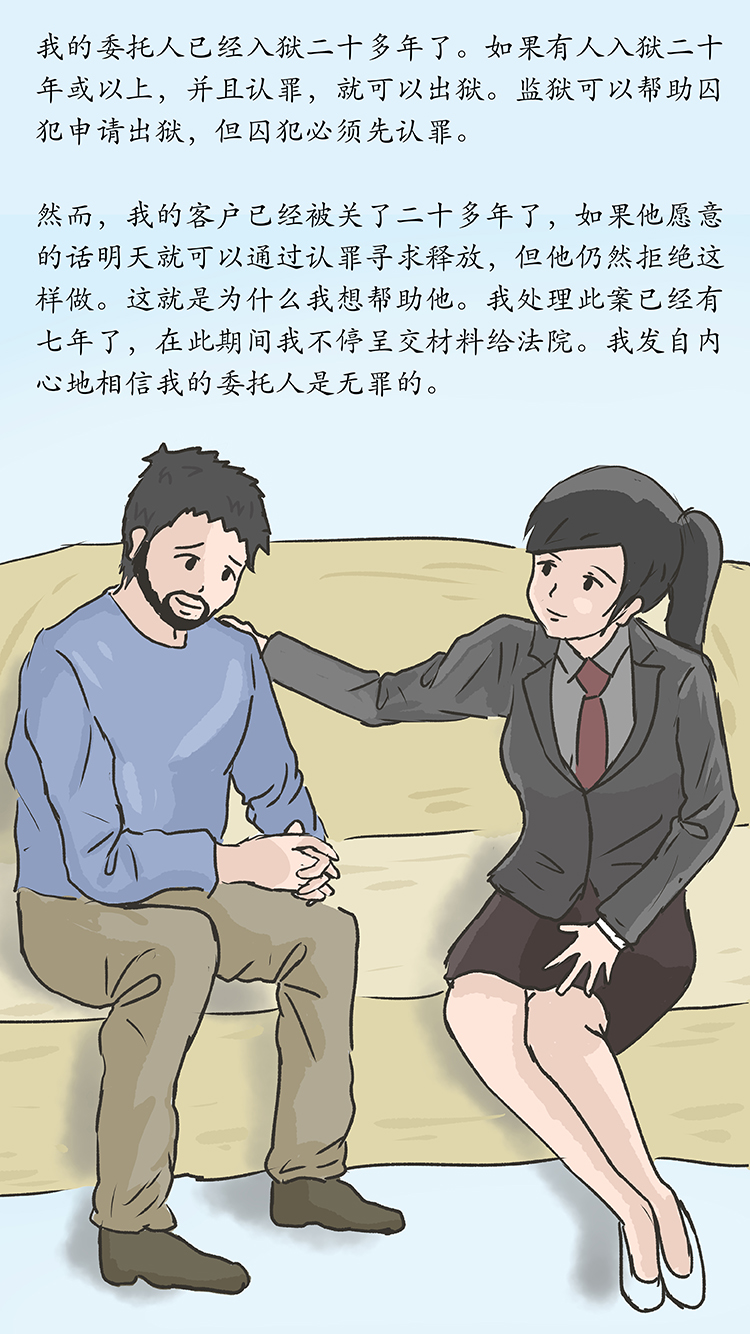 我的委托人已经入狱二十多年了。如果有人入狱二十
年或以上，并且认罪，就可以出狱。监狱可以帮助囚
犯申请出狱，但囚犯必须先认罪。
然而，我的客户已经被关了二十多年了，如果他愿意
的话明天就可以通过认罪寻求释放，但他仍然拒绝这
样做。这就是为什么我想帮助他。我处理此案已经有
七年了，在此期间我不停呈交材料给法院。我发自内
心地相信我的委托人是无罪的。